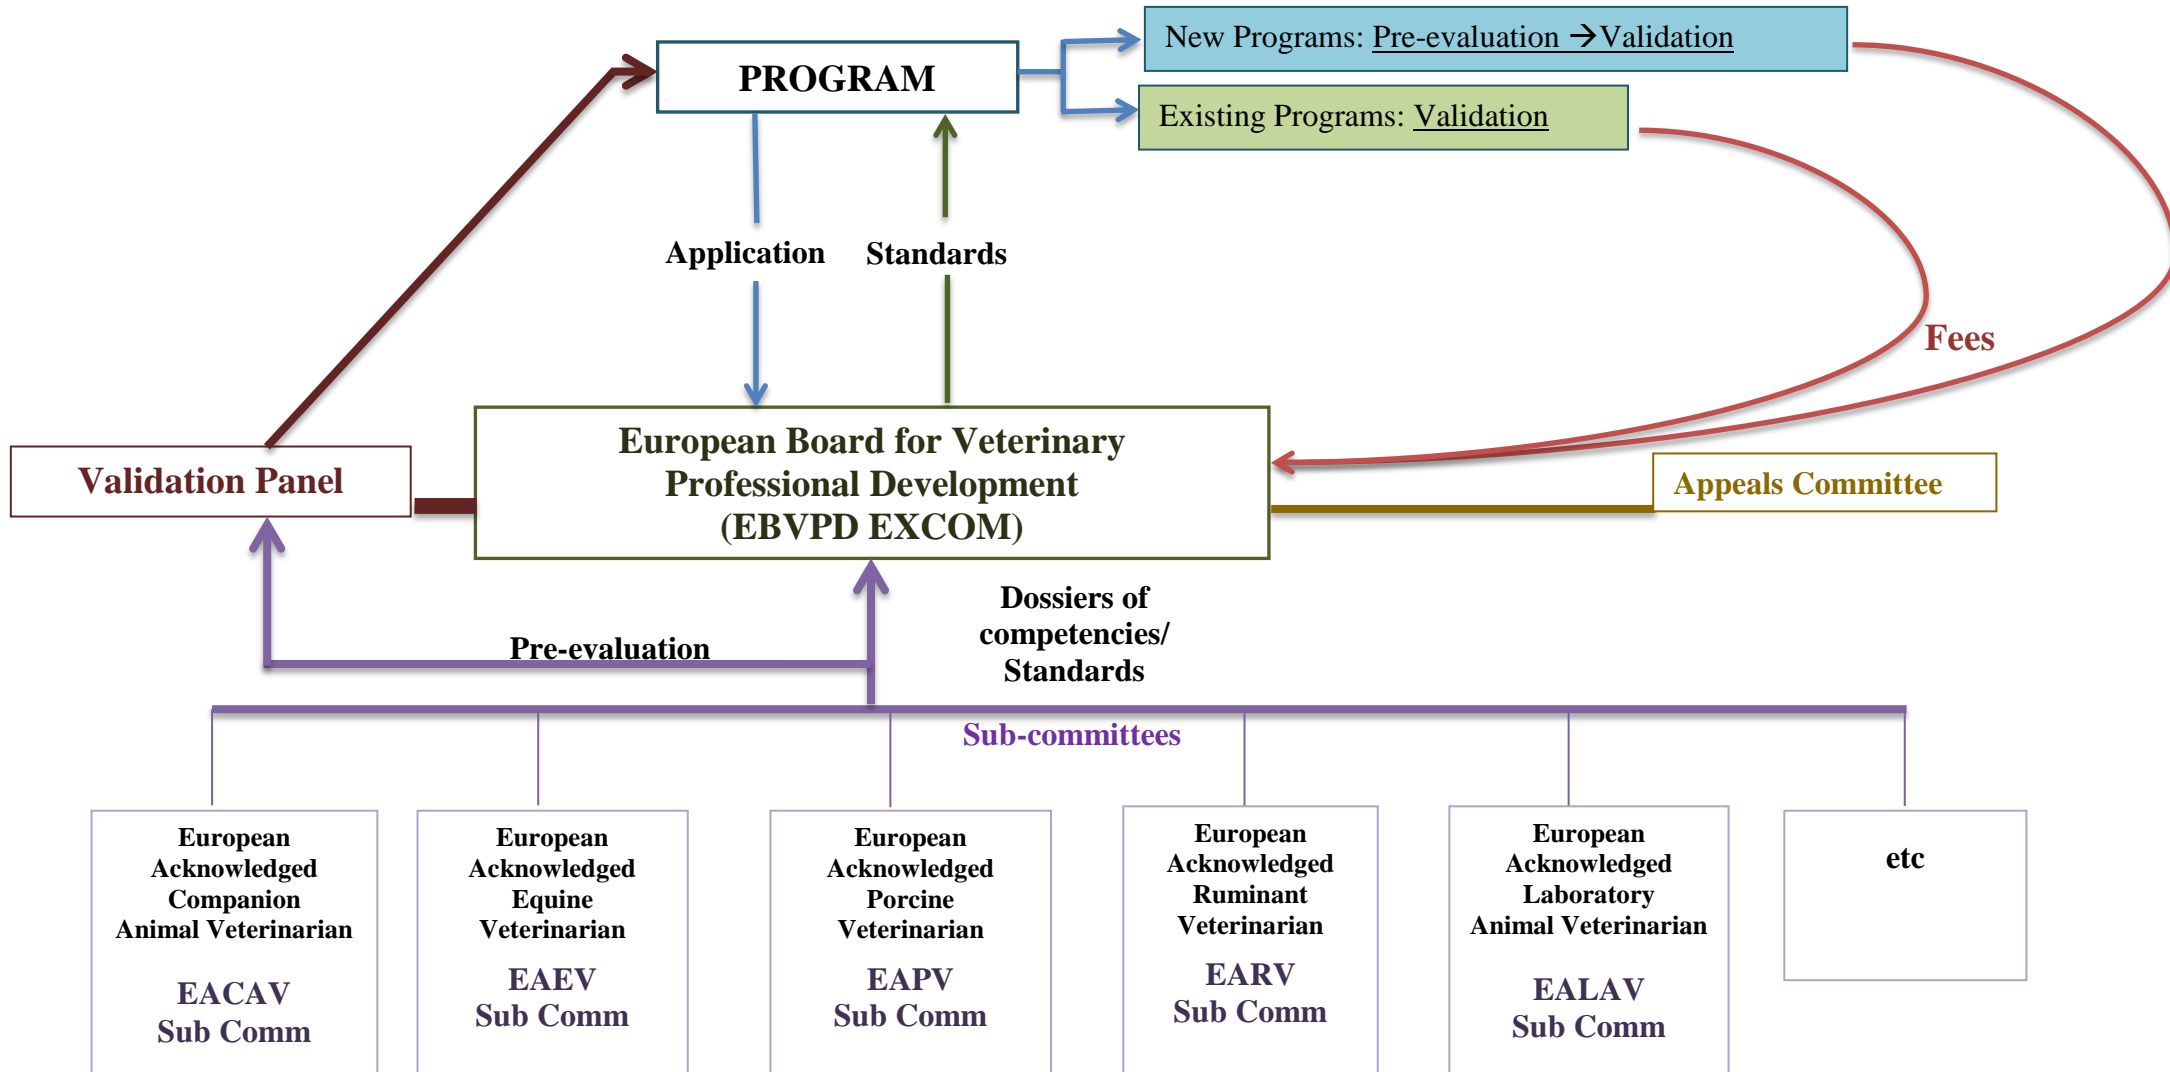 New Programs: Pre-evaluation →Validation
PROGRAM
Existing Programs: Validation
Application
Standards
Fees
European Board for Veterinary
Professional Development
(EBVPD EXCOM)
Validation Panel
Appeals Committee
Dossiers of
competencies/
Standards
Pre-evaluation
Sub-committees
European
Acknowledged
Companion
Animal Veterinarian
EACAV
Sub Comm
European
Acknowledged
Equine
Veterinarian
EAEV
Sub Comm
European
Acknowledged
Porcine
Veterinarian
EAPV
Sub Comm
European
Acknowledged
Ruminant
Veterinarian
EARV
Sub Comm
European
Acknowledged
Laboratory
Animal Veterinarian
EALAV
Sub Comm
etc